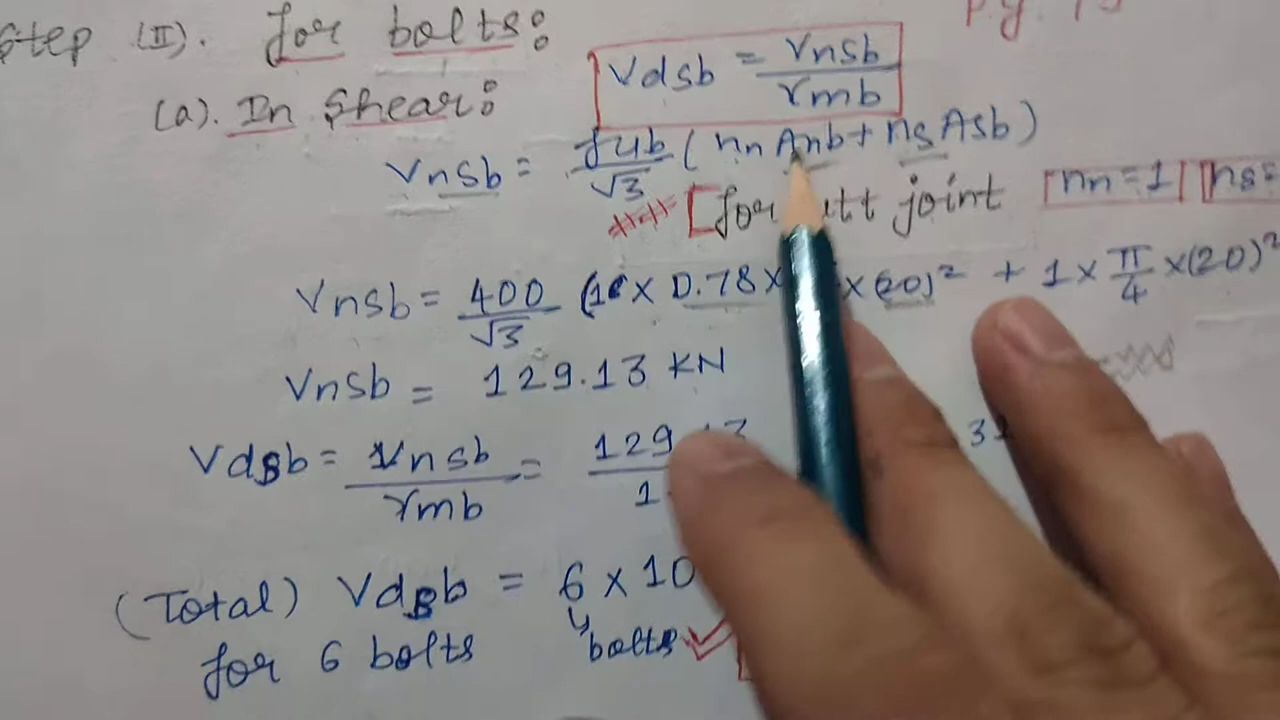 Step (II). for bolts:
(a). In Shear:
Vdsb = Vnsb / γmb
Vnsb = fub/√3 (nn Anb + ns Asb)
[for joint nn = 1 ns =
Vnsb = 400/√3 (1 × 0.78 × × (20)² + 1 × π/4 × (20)²
Vnsb = 129.13 KN
Vdsb = Vnsb/γmb = 129
(Total) Vdsb = 6 × 10
for 6 bolts bolts